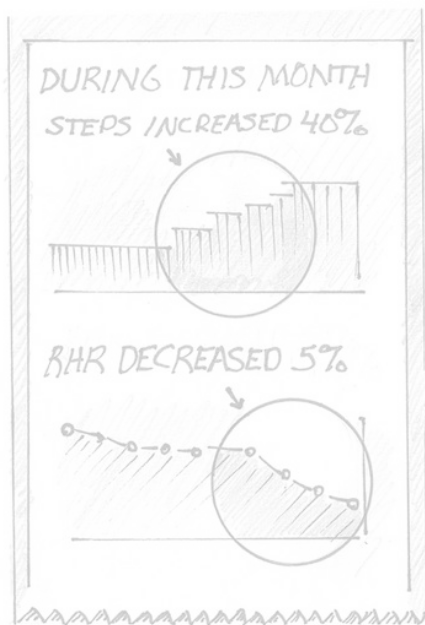 DURING THIS MONTH
STEPS INCREASED 40%
RHR DECREASED 5%